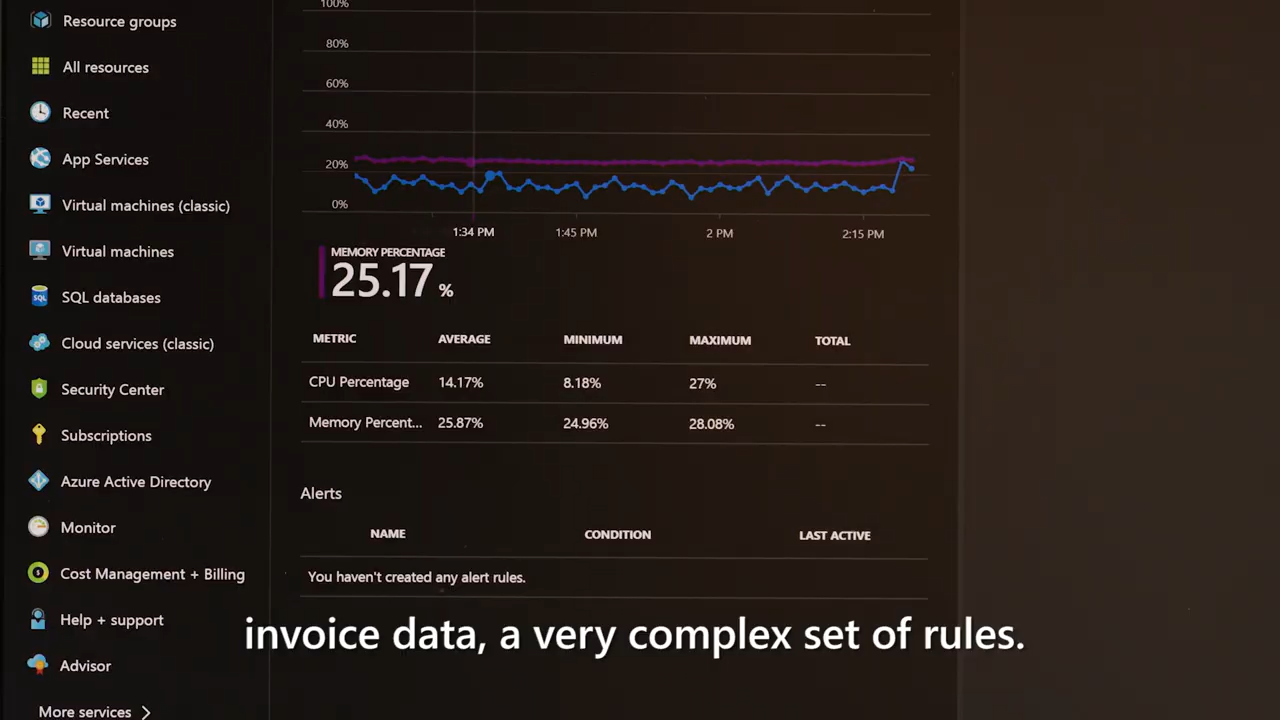 Resource groups
All resources
Recent
App Services
Virtual machines (classic)
Virtual machines
SQL databases
Cloud services (classic)
Security Center
Subscriptions
Azure Active Directory
Monitor
Cost Management + Billing
Help + support
Advisor
More services
100%
80%
60%
40%
20%
0%
1:34 PM 1:45 PM 2 PM 2:15 PM
MEMORY PERCENTAGE
25.17 %
METRIC AVERAGE MINIMUM MAXIMUM TOTAL
CPU Percentage 14.17% 8.18% 27% --
Memory Percent... 25.87% 24.96% 28.08% --
Alerts
NAME CONDITION LAST ACTIVE
You haven't created any alert rules.
invoice data, a very complex set of rules.